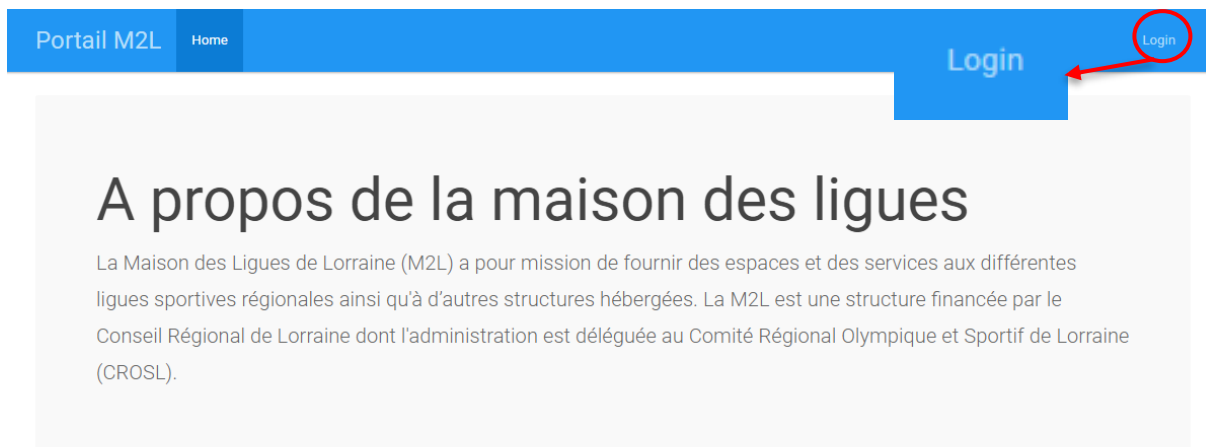 Portail M2L Home Login
Login
A propos de la maison des ligues
La Maison des Ligues de Lorraine (M2L) a pour mission de fournir des espaces et des services aux différentes
ligues sportives régionales ainsi qu'à d'autres structures hébergées. La M2L est une structure financée par le
Conseil Régional de Lorraine dont l'administration est déléguée au Comité Régional Olympique et Sportif de Lorraine
(CROSL).